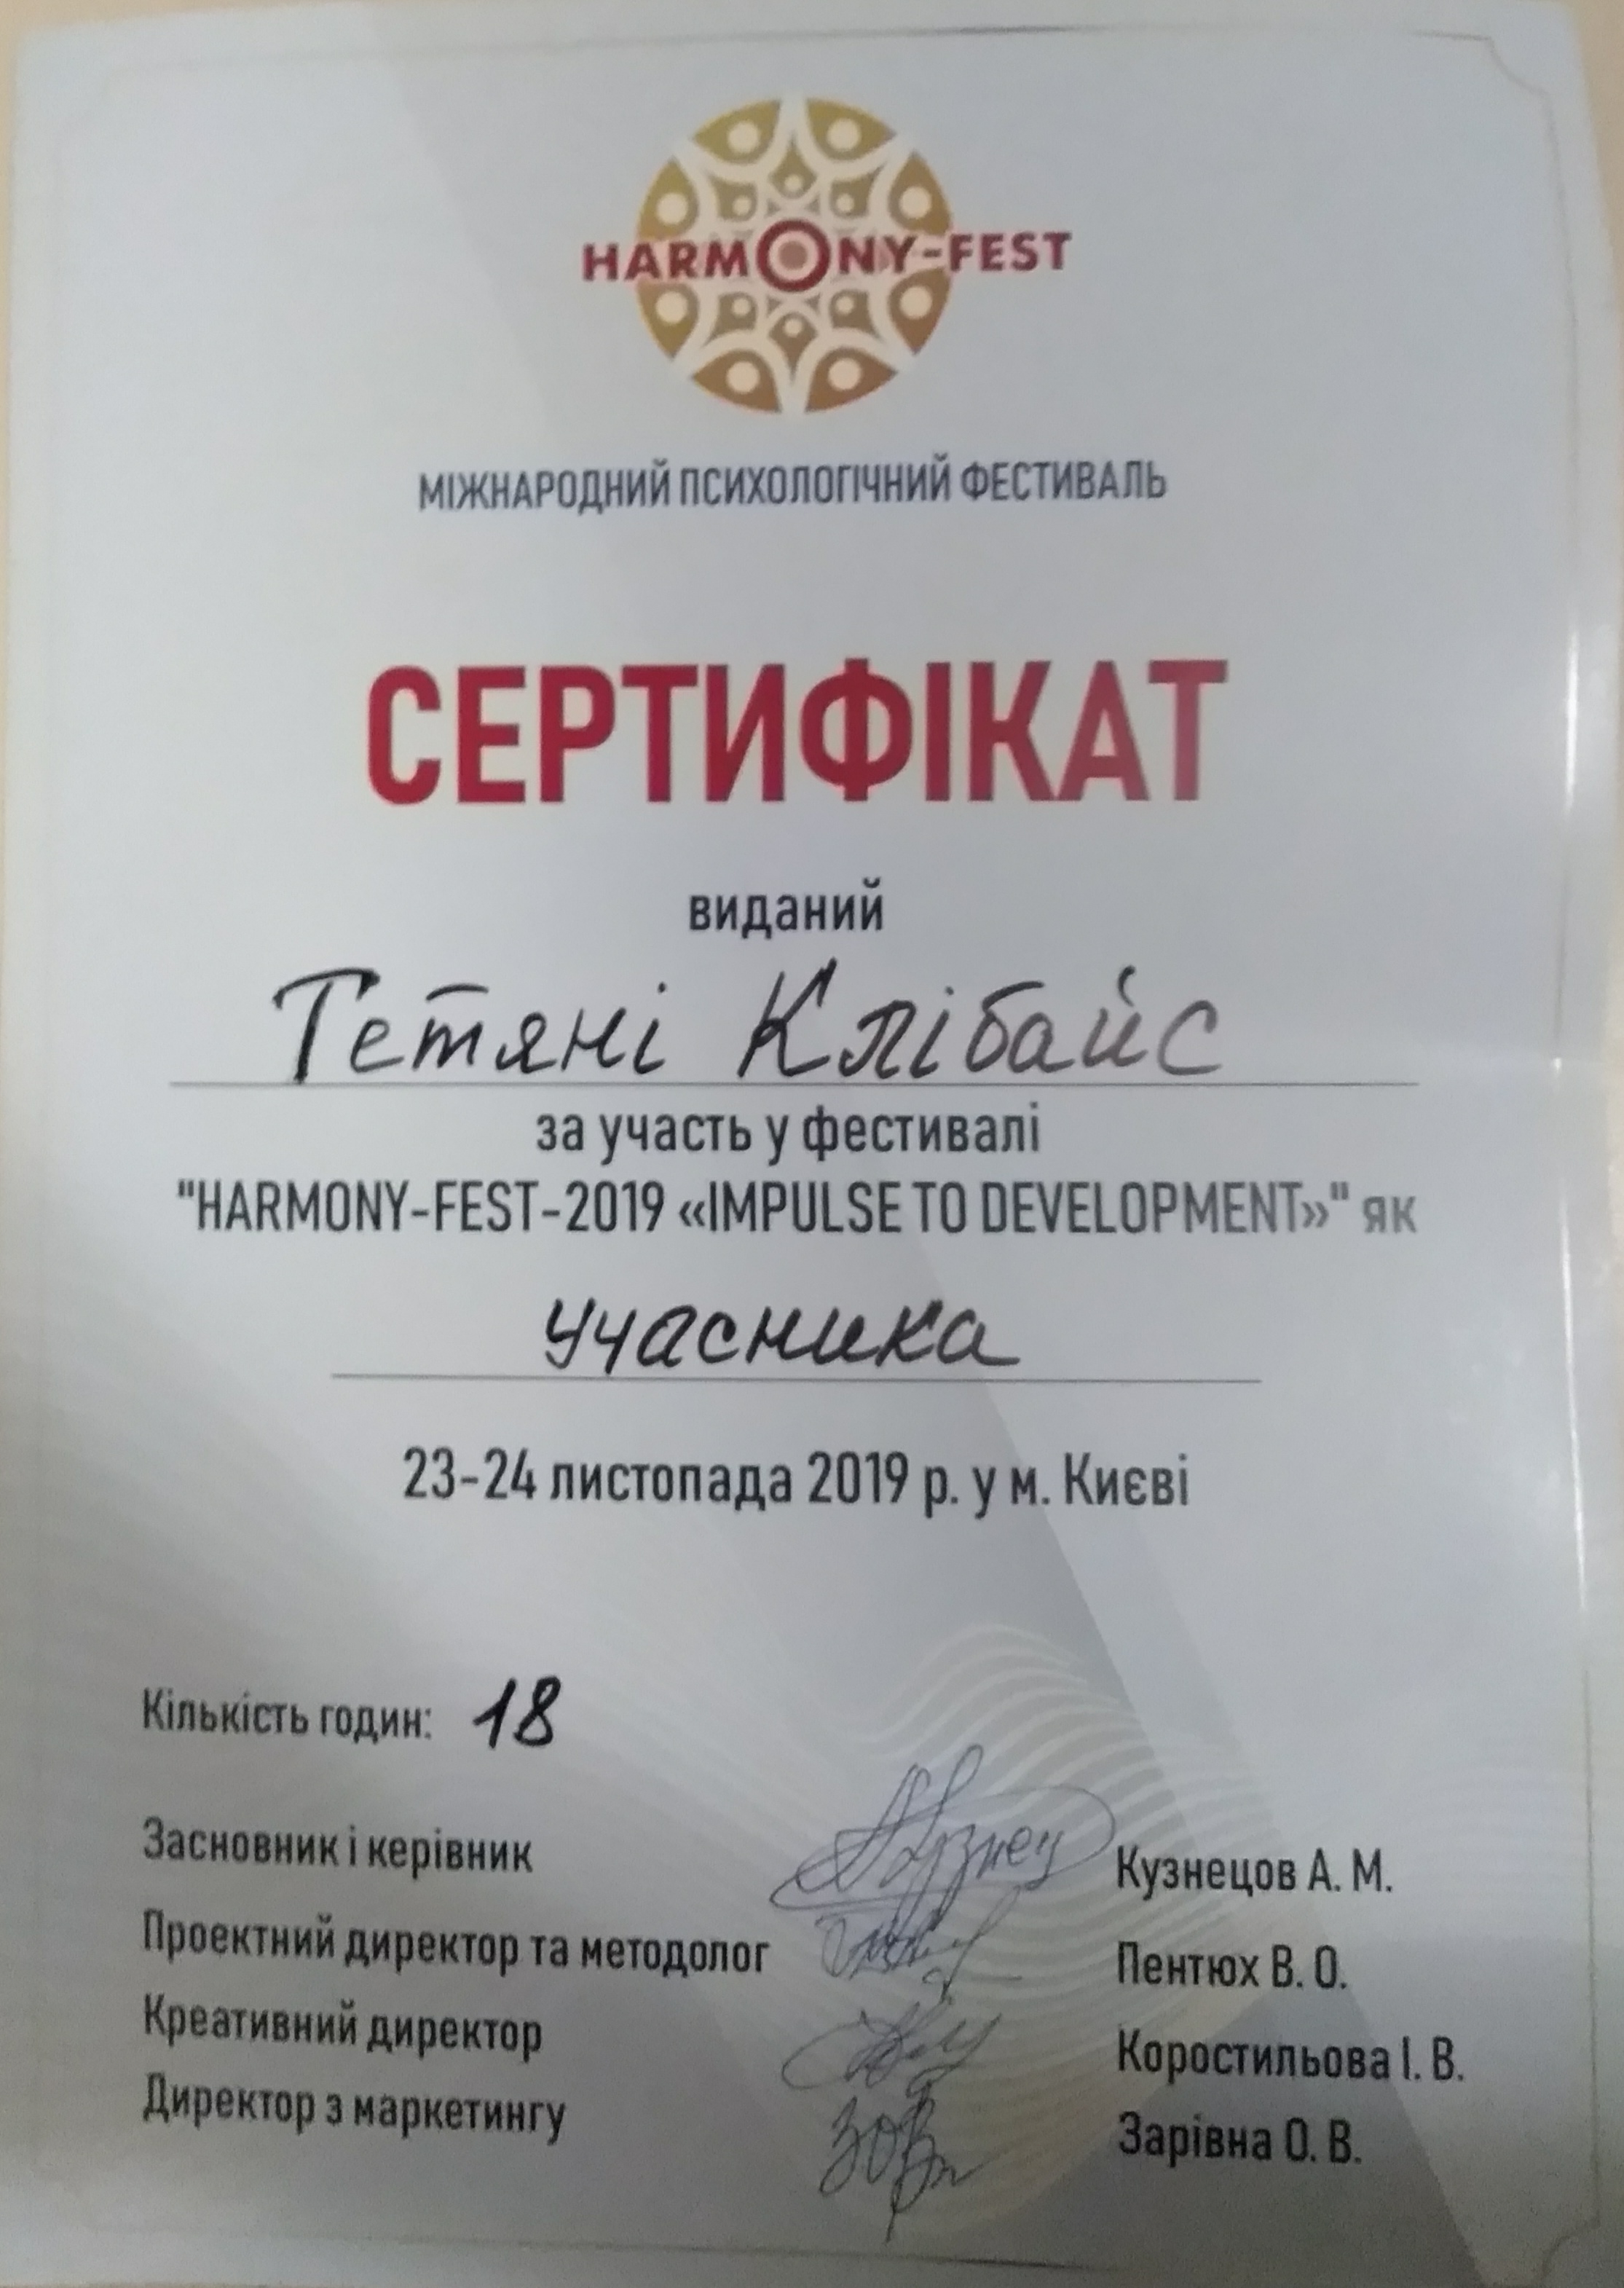 HARMONY-FEST
МІЖНАРОДНИЙ ПСИХОЛОГІЧНИЙ ФЕСТИВАЛЬ
СЕРТИФІКАТ
виданий
Тетяні Клібайс
за участь у фестивалі
"HARMONY-FEST-2019 «IMPULSE TO DEVELOPMENT»" як
учасника
23-24 листопада 2019 р. у м. Києві
Кількість годин: 18
Засновник і керівник Кузнецов А. М.
Проектний директор та методолог Пентюх В. О.
Креативний директор Коростильова І. В.
Директор з маркетингу Зарівна О. В.